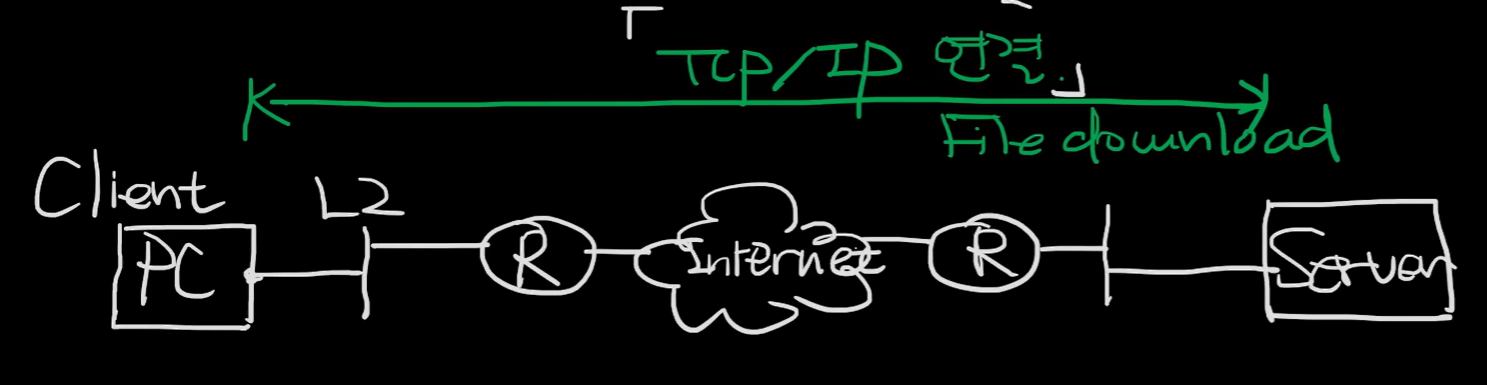 「TCP/IP 연결.」
File download
Client
L2
PC
R
Internet
R
Server